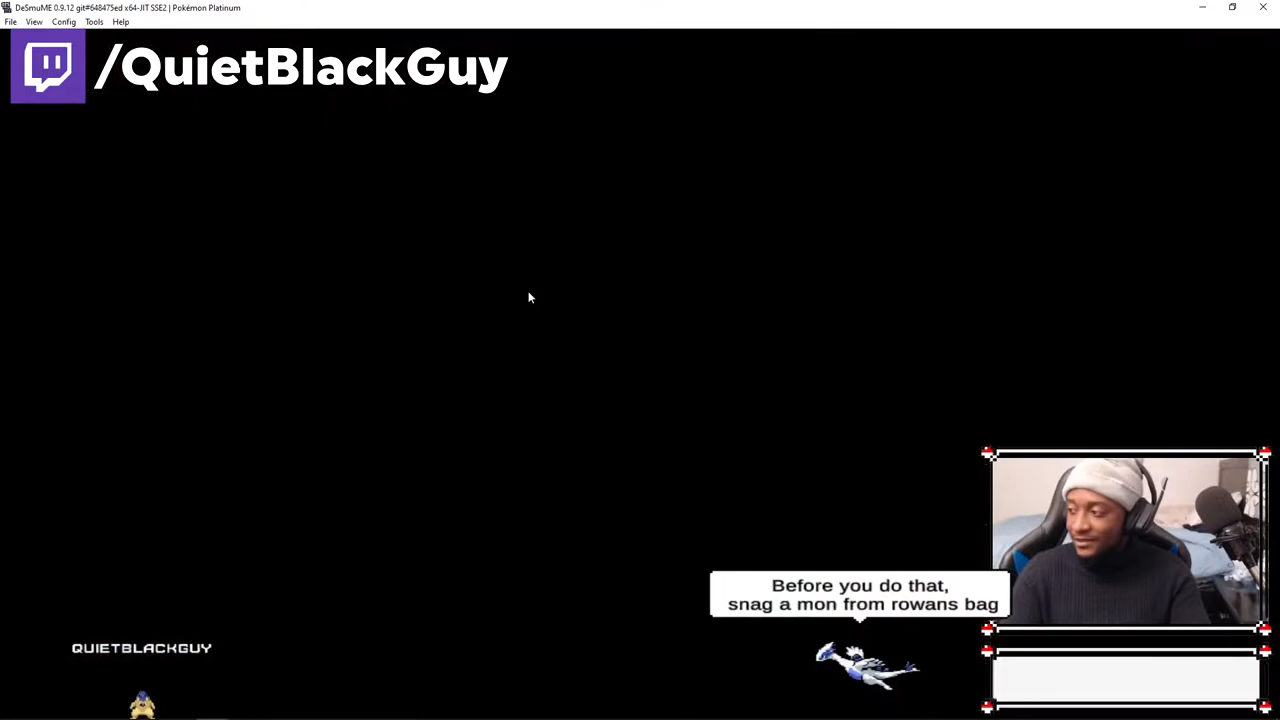 DeSmuME 0.9.12 git#648475ed x64-JIT SSE2 | Pokémon Platinum
File View Config Tools Help
/QuietBlackGuy
Before you do that,
snag a mon from rowans bag
QUIETBLACKGUY